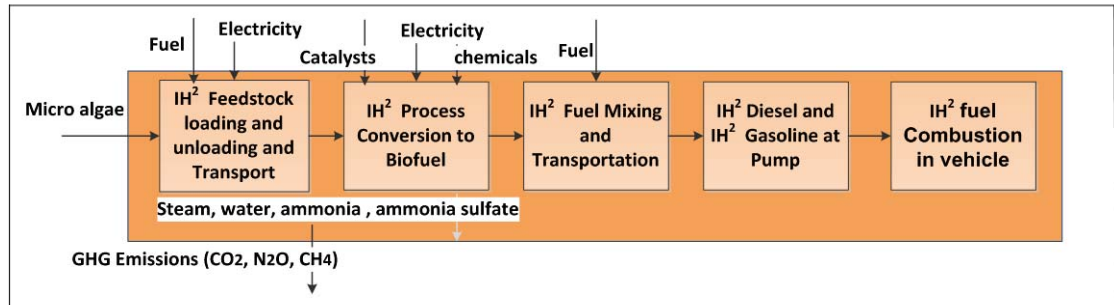 Fuel
Electricity
Catalysts
Electricity
chemicals
Fuel
Micro algae
IH² Feedstock
loading and
unloading and
Transport
IH² Process
Conversion to
Biofuel
IH² Fuel Mixing
and
Transportation
IH² Diesel and
IH² Gasoline at
Pump
IH² fuel
Combustion
in vehicle
Steam, water, ammonia , ammonia sulfate
GHG Emissions (CO2, N2O, CH4)